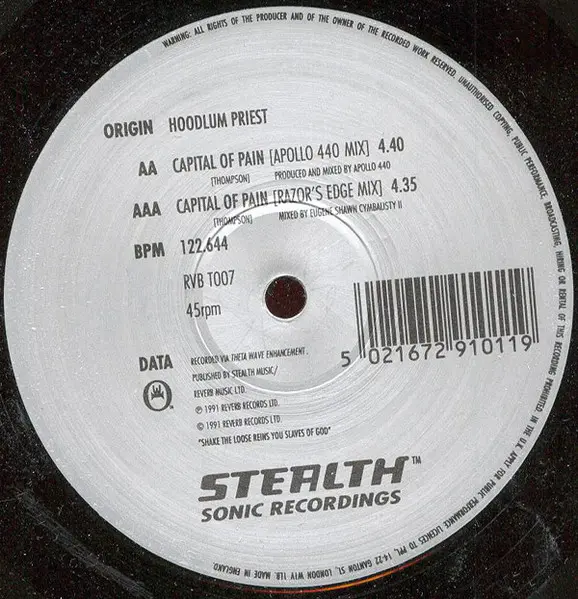 WARNING: ALL RIGHTS OF THE PRODUCER AND OF THE OWNER OF THE RECORDED WORK RESERVED. UNAUTHORISED COPYING, PUBLIC PERFORMANCE, BROADCASTING, HIRING OR RENTAL OF THIS RECORDING PROHIBITED. IN THE U.K. APPLY FOR PUBLIC PERFORMANCE LICENCES TO PPL, 14-22 GANTON ST, LONDON W1V 1LB. MADE IN ENGLAND.
ORIGIN HOODLUM PRIEST
AA CAPITAL OF PAIN [APOLLO 440 MIX] 4.40
[THOMPSON] PRODUCED AND MIXED BY APOLLO 440
AAA CAPITAL OF PAIN [RAZOR'S EDGE MIX] 4.35
[THOMPSON] MIXED BY EUGENE SHAWN CYMBALISTY II
BPM 122.644
RVB T007
45rpm
5 021672 910119
DATA RECORDED VIA THETA WAVE ENHANCEMENT.
PUBLISHED BY STEALTH MUSIC/
REVERB MUSIC LTD.
℗ 1991 REVERB RECORDS LTD.
© 1991 REVERB RECORDS LTD.
"SHAKE THE LOOSE REINS YOU SLAVES OF GOD"
STEALTH™
SONIC RECORDINGS